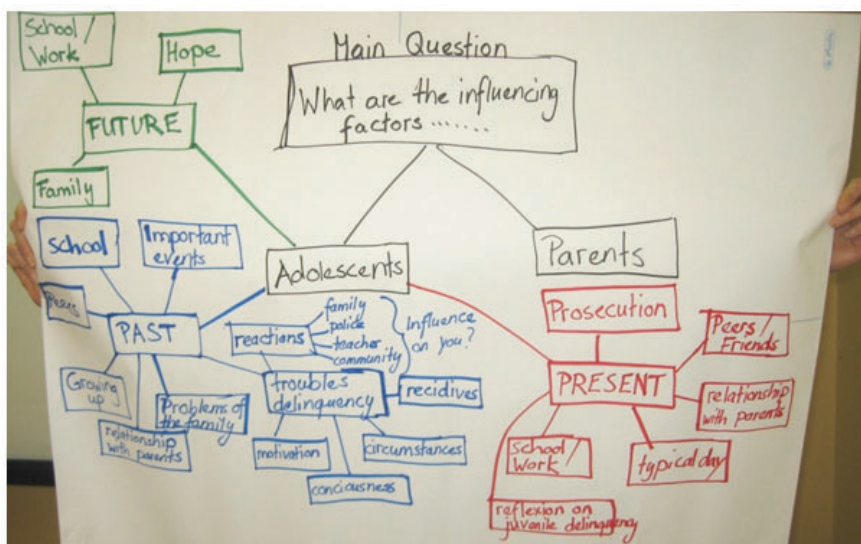 Main Question
What are the influencing
factors .......
School /
Work
Hope
FUTURE
Family
Adolescents
Parents
school
Important
events
Peers
PAST
Growing
up
relationship
with parents
Problems of
the family
reactions
family
police
teacher
community
Influence
on you?
troubles
delinquency
recidives
motivation
conciousness
circumstances
Prosecution
Peers /
Friends
PRESENT
relationship
with parents
school /
Work
typical day
reflexion on
juvenile delinquency